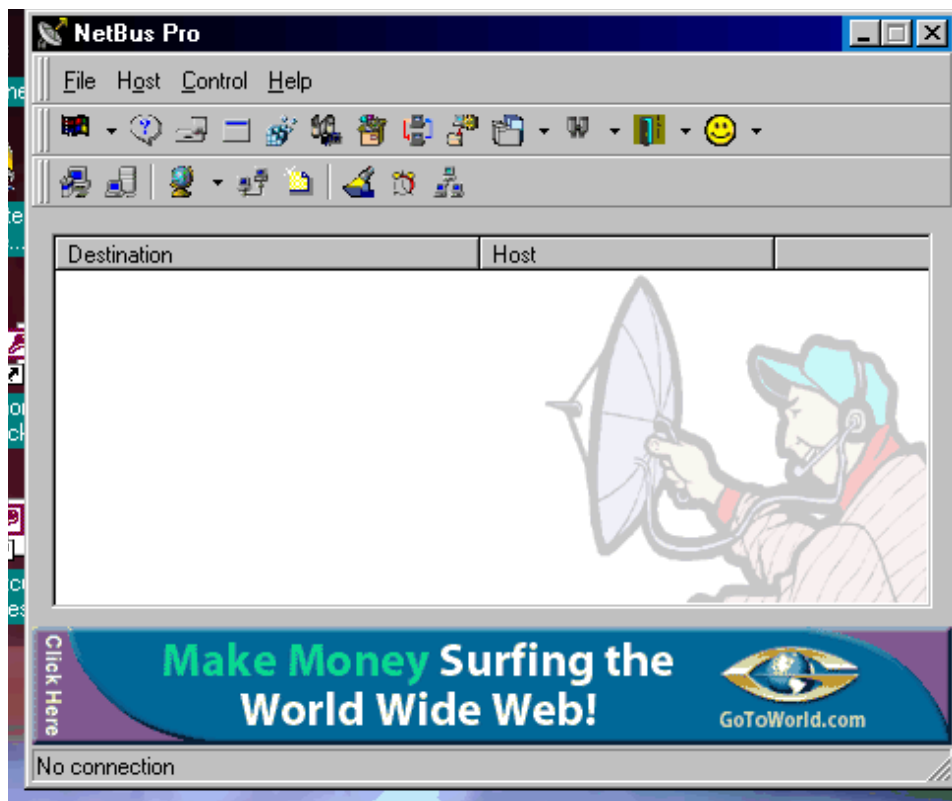 NetBus Pro
File Host Control Help
Destination Host
Click Here
Make Money Surfing the
World Wide Web!
GoToWorld.com
No connection